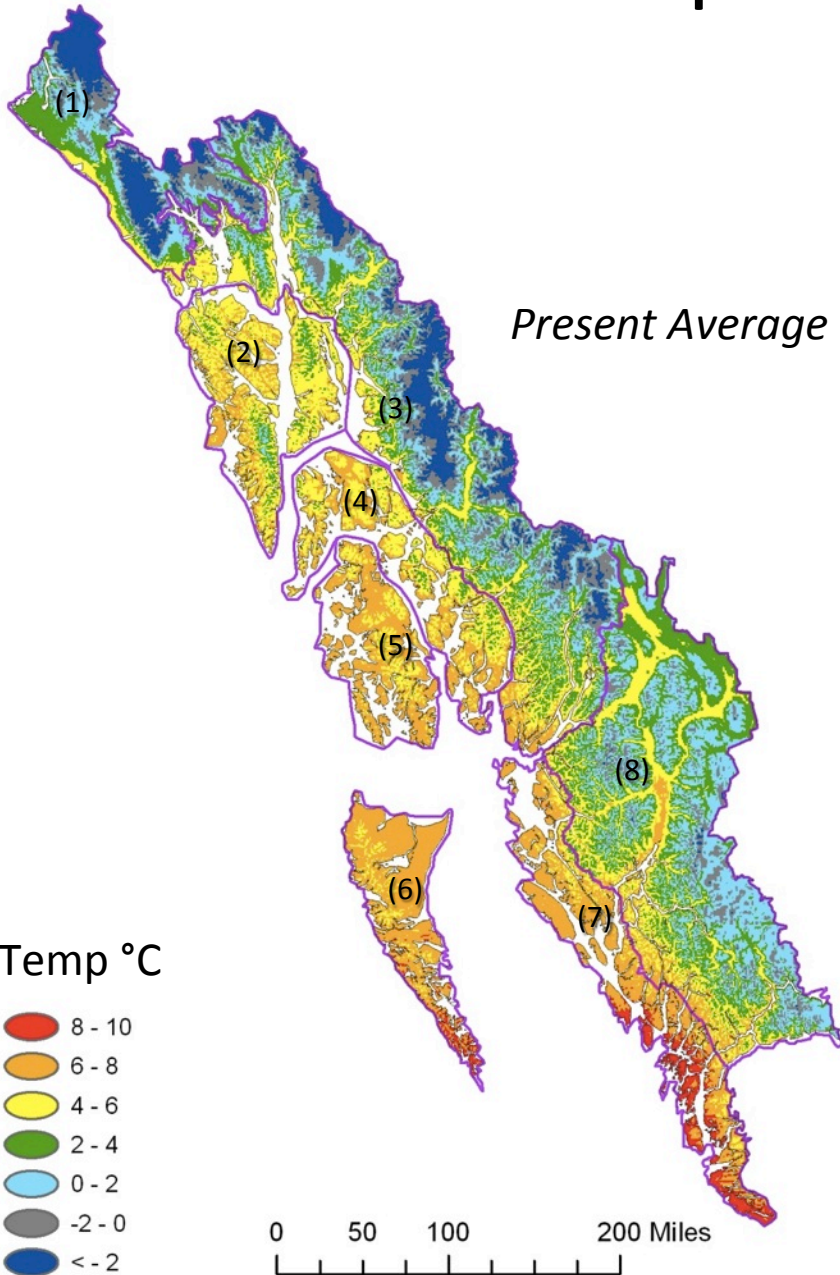 (1)
Present Average
(2)
(3)
(4)
(5)
(8)
(6)
(7)
Temp °C
8 - 10
6 - 8
4 - 6
2 - 4
0 - 2
-2 - 0
< - 2
0 50 100 200 Miles